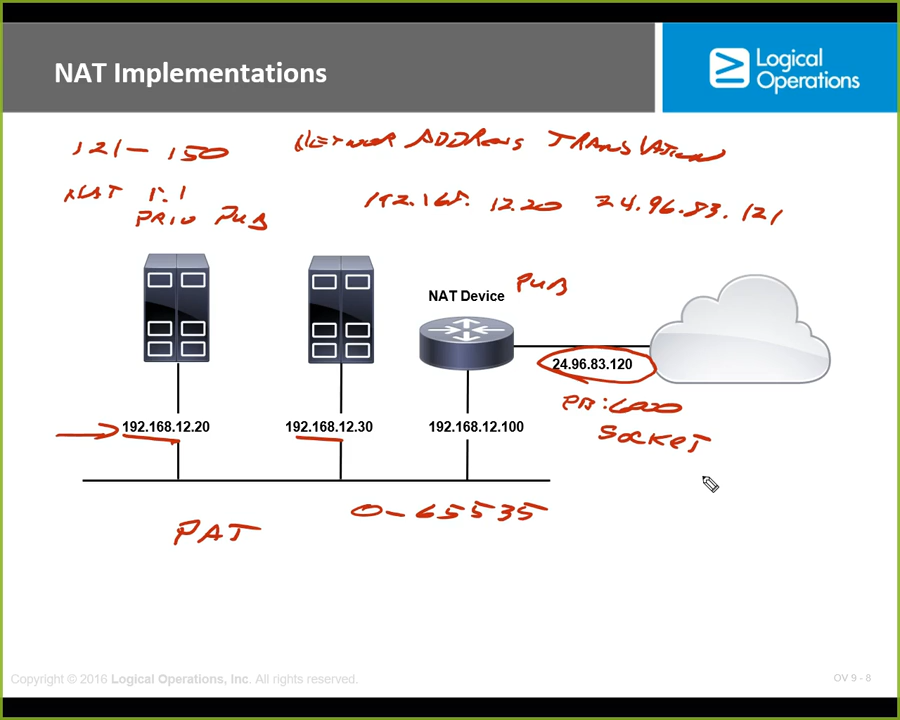 NAT Implementations
Logical
Operations
121 - 150
NETWORK ADDRESS TRANSLATION
NAT 1:1
PRIV PUB
192.168.12.20 24.96.83.121
NAT Device
PUB
24.96.83.120
192.168.12.20
192.168.12.30
192.168.12.100
:6000
SOCKET
PAT
0-65535
Copyright © 2016 Logical Operations, Inc. All rights reserved.
OV 9 - 8